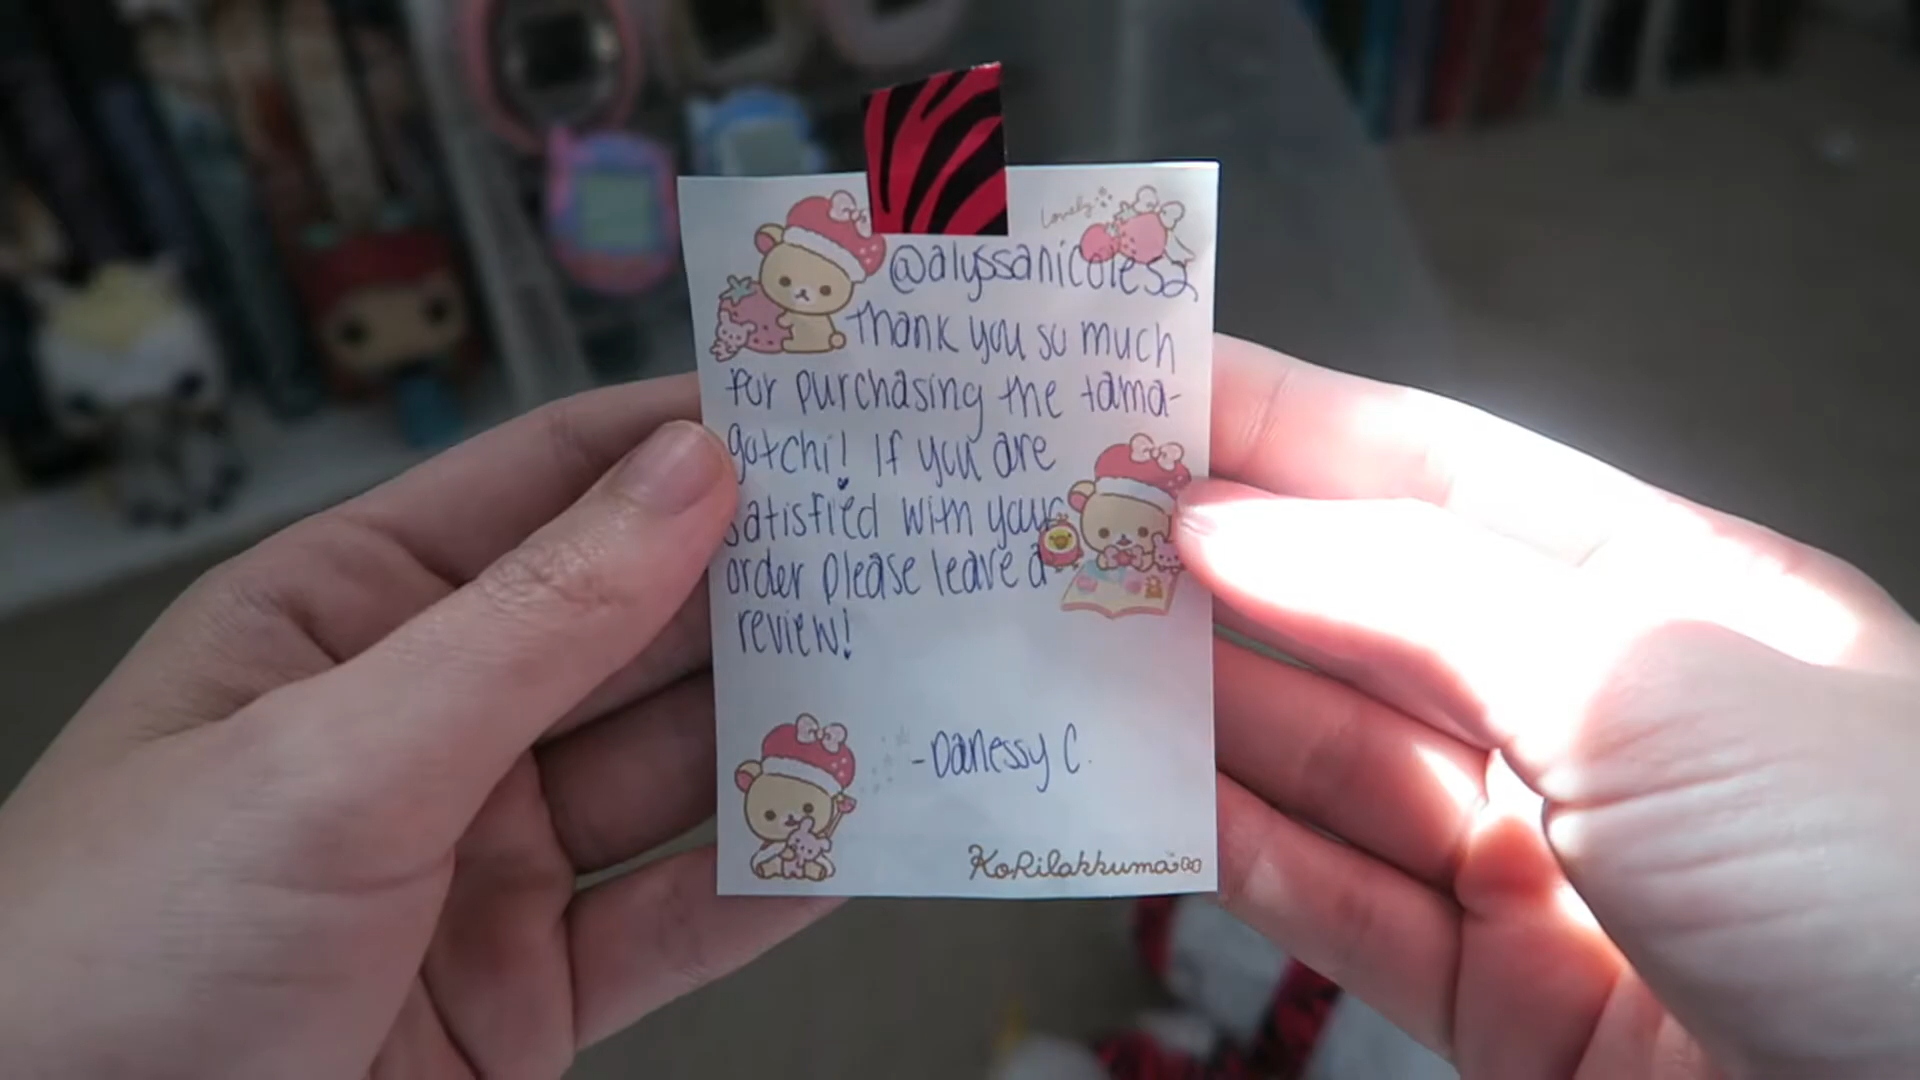 Lovely
@alyssanicole52
Thank you so much
for purchasing the tama-
gotchi! If you are
satisfied with your
order please leave a
review!
-Danessy C.
KoRilakkuma